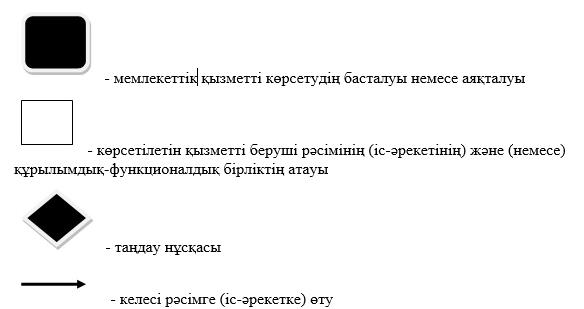 - мемлекеттік қызметті көрсетудің басталуы немесе аяқталуы
- көрсетілетін қызметті беруші рәсімінің (іс-әрекетінің) және (немесе)
құрылымдық-функционалдық бірліктің атауы
- таңдау нұсқасы
- келесі рәсімге (іс-әрекетке) өту